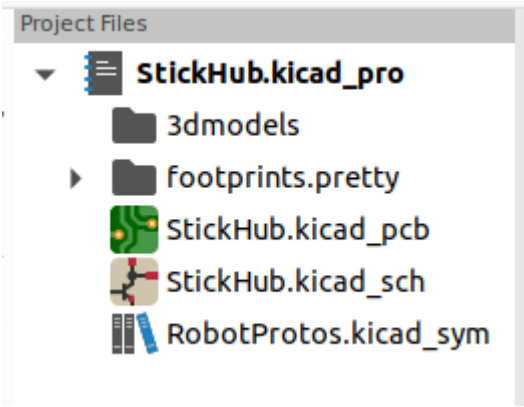 Project Files
StickHub.kicad_pro
3dmodels
footprints.pretty
StickHub.kicad_pcb
StickHub.kicad_sch
RobotProtos.kicad_sym